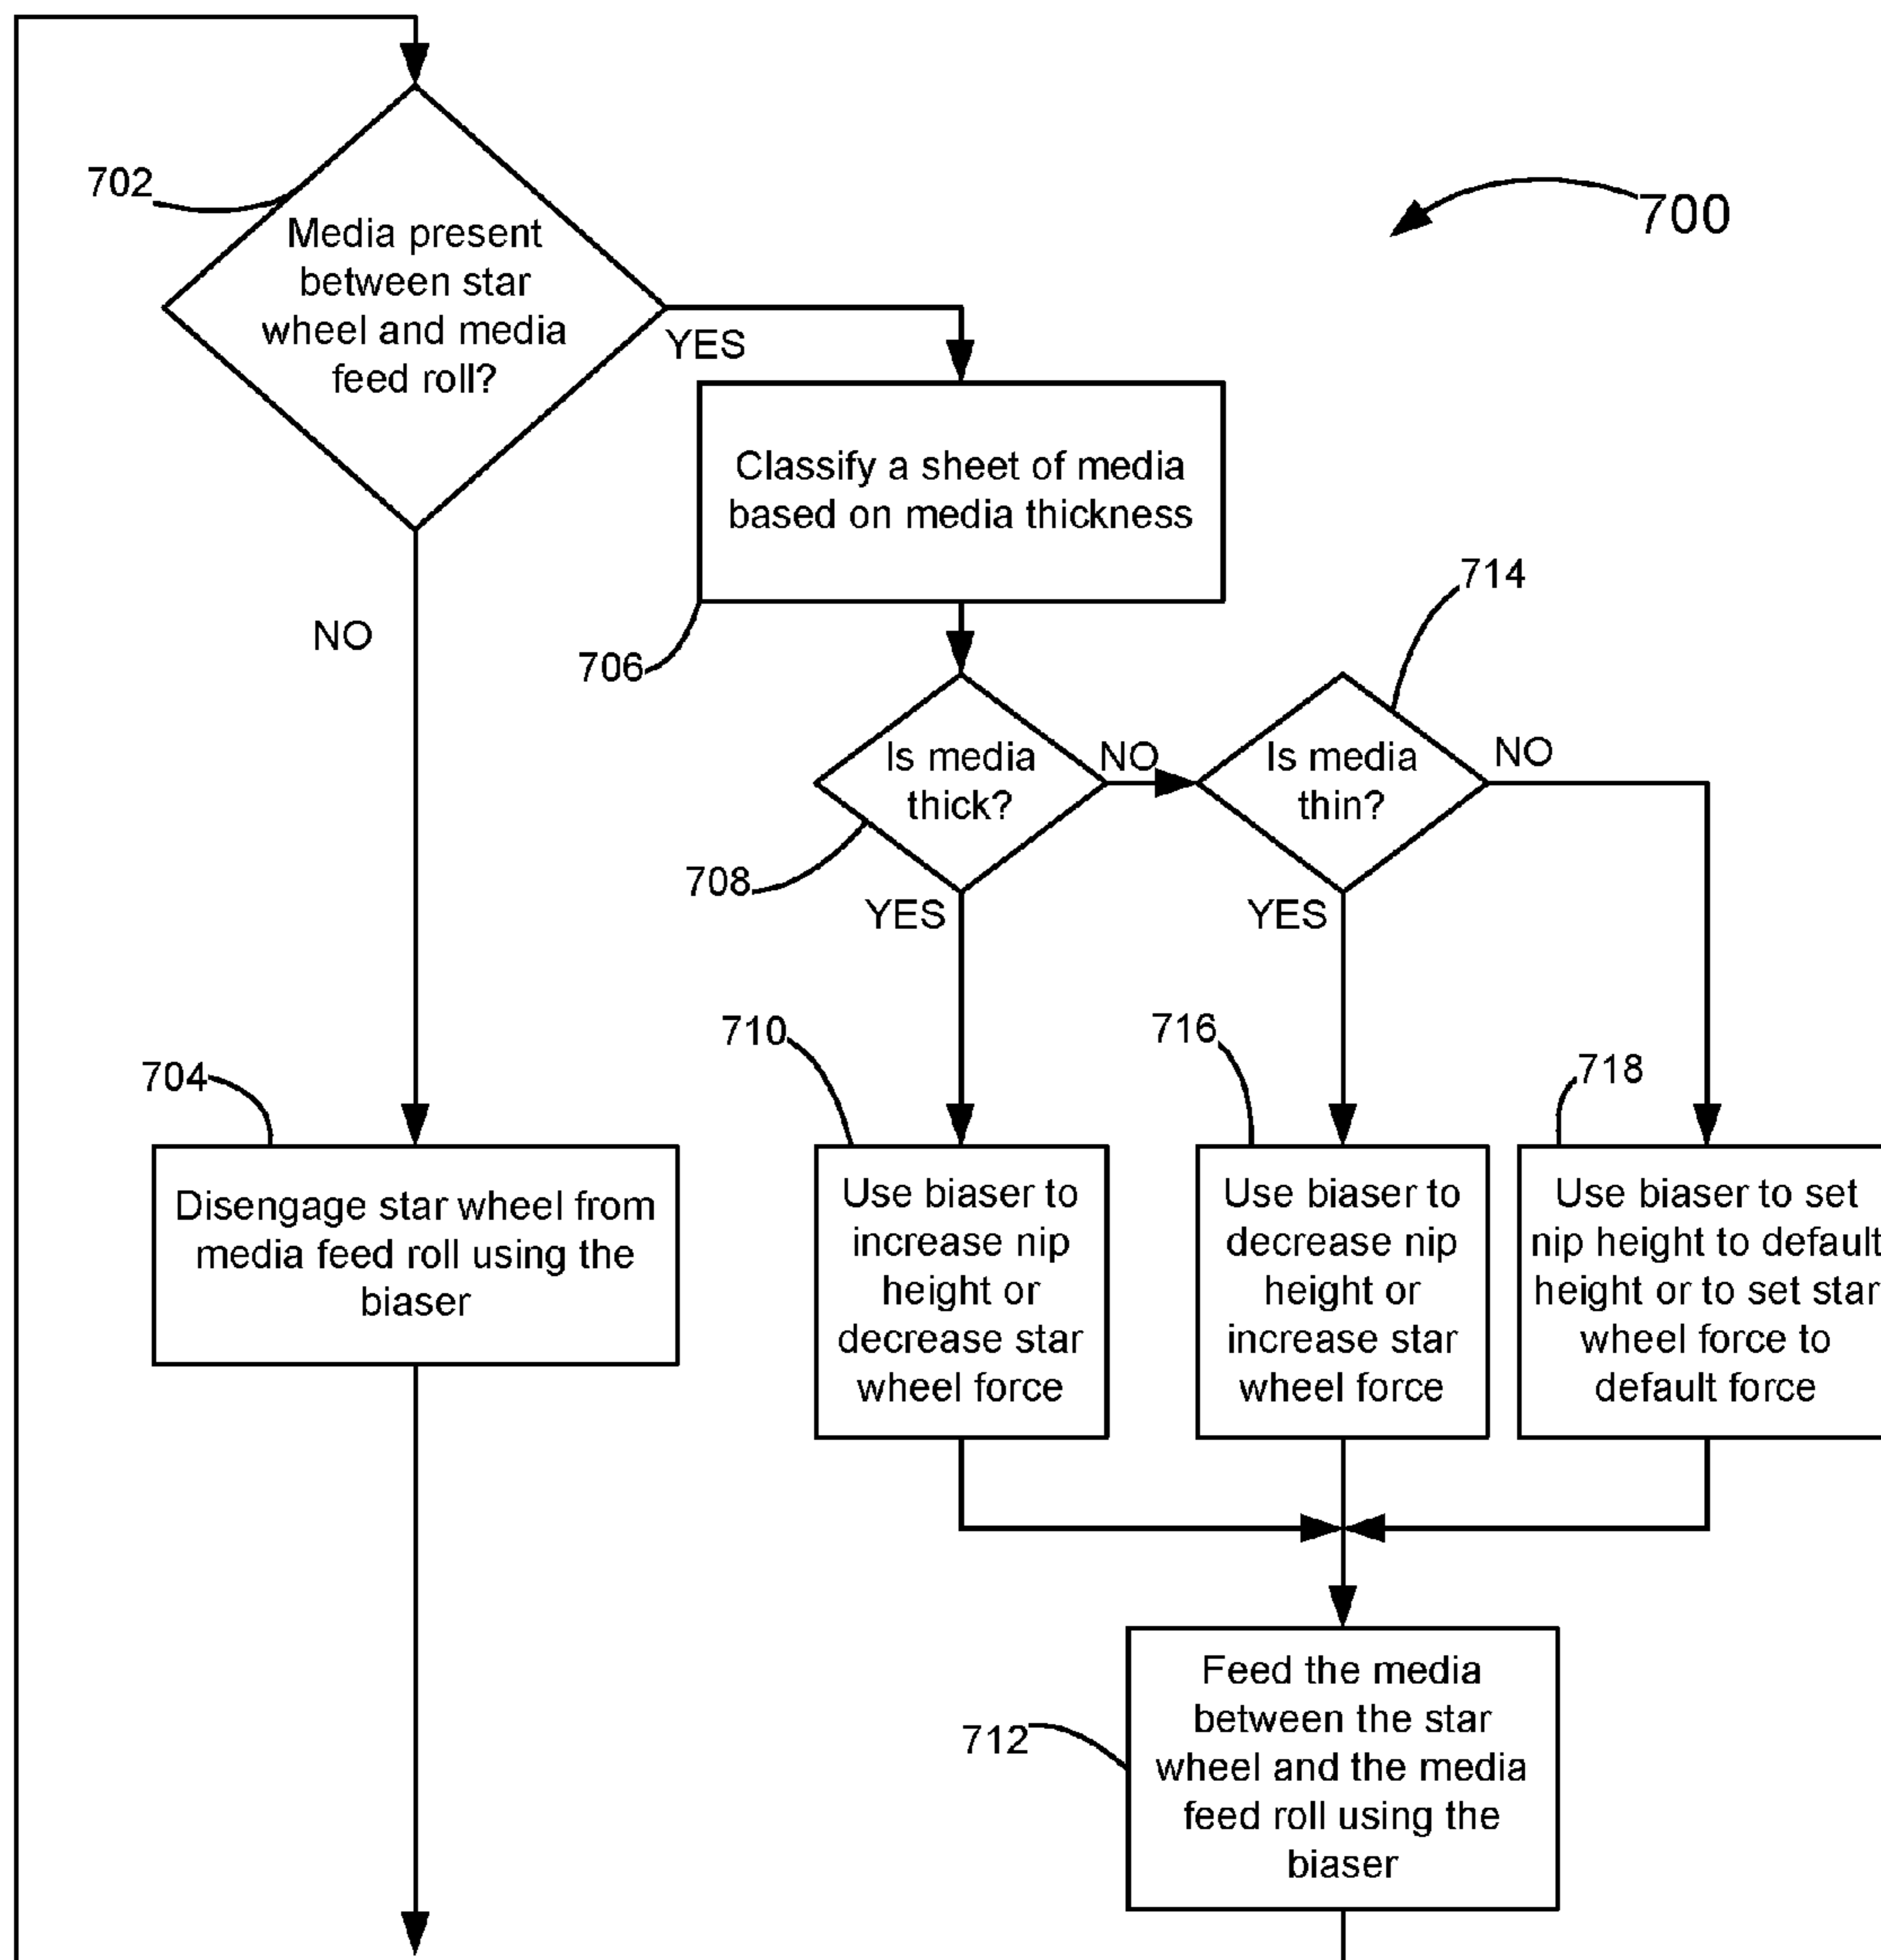 702
Media present
between star
wheel and media
feed roll?
700
YES
NO
Classify a sheet of media
based on media thickness
706
714
Is media
thick?
NO
Is media
thin?
NO
708
YES
YES
704
Disengage star wheel from
media feed roll using the
biaser
710
Use biaser to
increase nip
height or
decrease star
wheel force
716
Use biaser to
decrease nip
height or
increase star
wheel force
718
Use biaser to set
nip height to default
height or to set star
wheel force to
default force
712
Feed the media
between the star
wheel and the media
feed roll using the
biaser